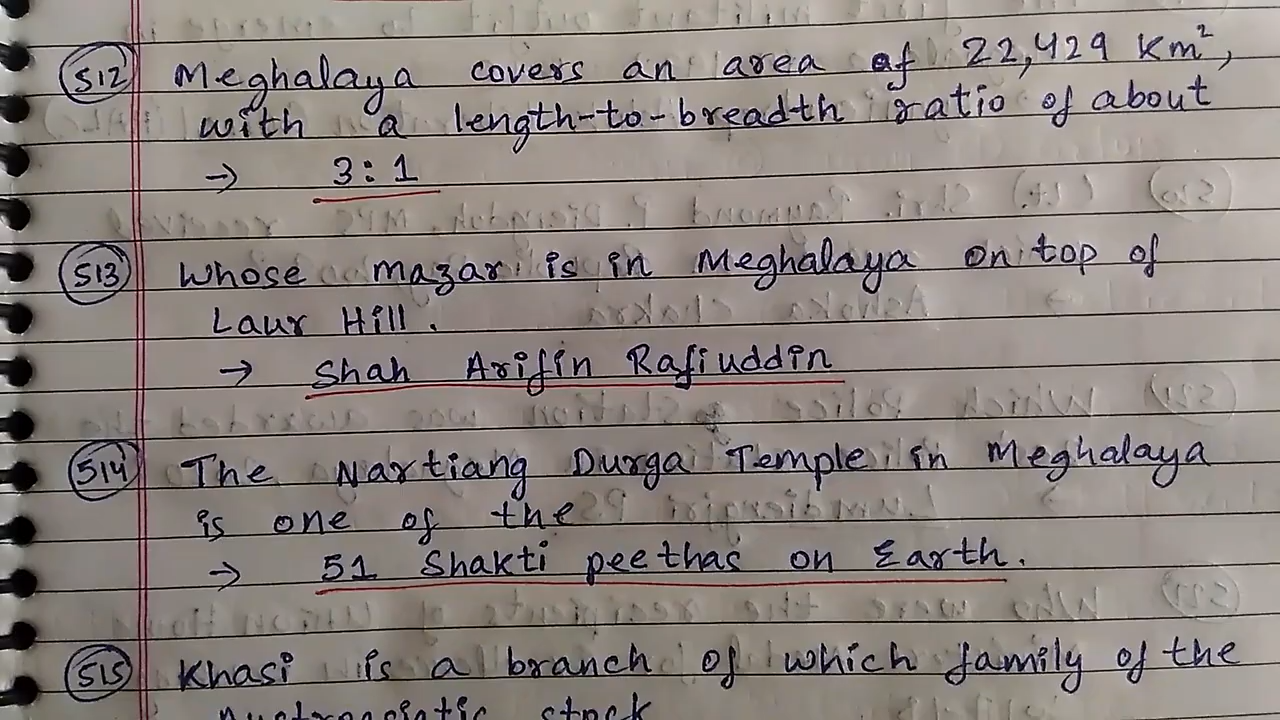 512 Meghalaya covers an area of 22,429 Km²,
with a length-to-breadth ratio of about
→ 3:1
513 Whose mazar is in Meghalaya on top of
Laur Hill.
→ Shah Arifin Rafiuddin
514 The Nartiang Durga Temple in Meghalaya
is one of the
→ 51 Shakti peethas on Earth.
515 Khasi is a branch of which family of the
stock